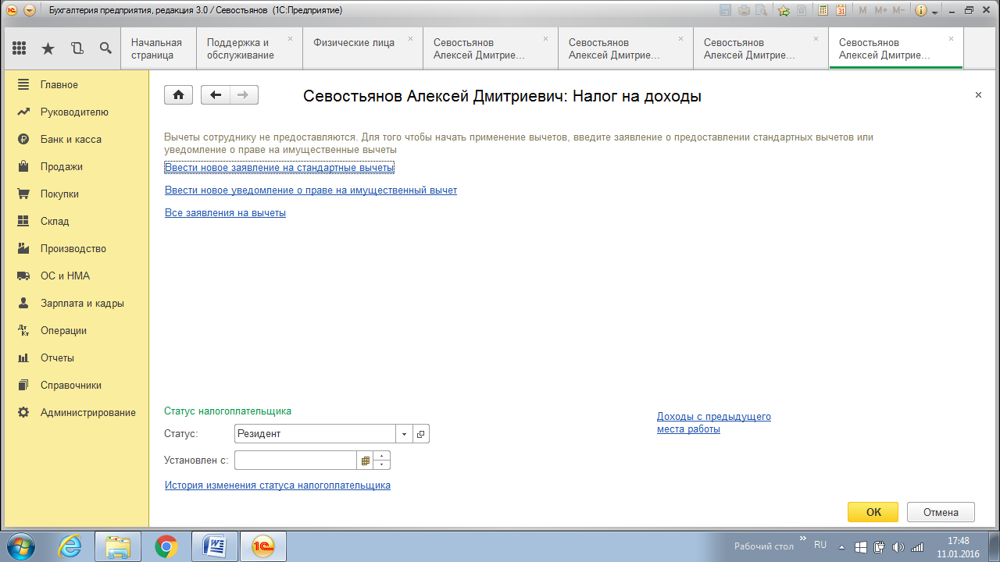 Бухгалтерия предприятия, редакция 3.0 / Севостьянов (1С:Предприятие)
31
M M+ M-
Начальная
страница
Поддержка и
обслуживание
Физические лица
Севостьянов
Алексей Дмитрие...
Севостьянов
Алексей Дмитрие...
Севостьянов
Алексей Дмитрие...
Севостьянов
Алексей Дмитрие...
Главное
Руководителю
Банк и касса
Продажи
Покупки
Склад
Производство
ОС и НМА
Зарплата и кадры
Операции
Отчеты
Справочники
Администрирование
Севостьянов Алексей Дмитриевич: Налог на доходы
Вычеты сотруднику не предоставляются. Для того чтобы начать применение вычетов, введите заявление о предоставлении стандартных вычетов или
уведомление о праве на имущественные вычеты
Ввести новое заявление на стандартные вычеты
Ввести новое уведомление о праве на имущественный вычет
Все заявления на вычеты
Статус налогоплательщика
Статус: Резидент
Установлен с:
История изменения статуса налогоплательщика
Доходы с предыдущего
места работы
ОК
Отмена
Рабочий стол
RU
17:48
11.01.2016